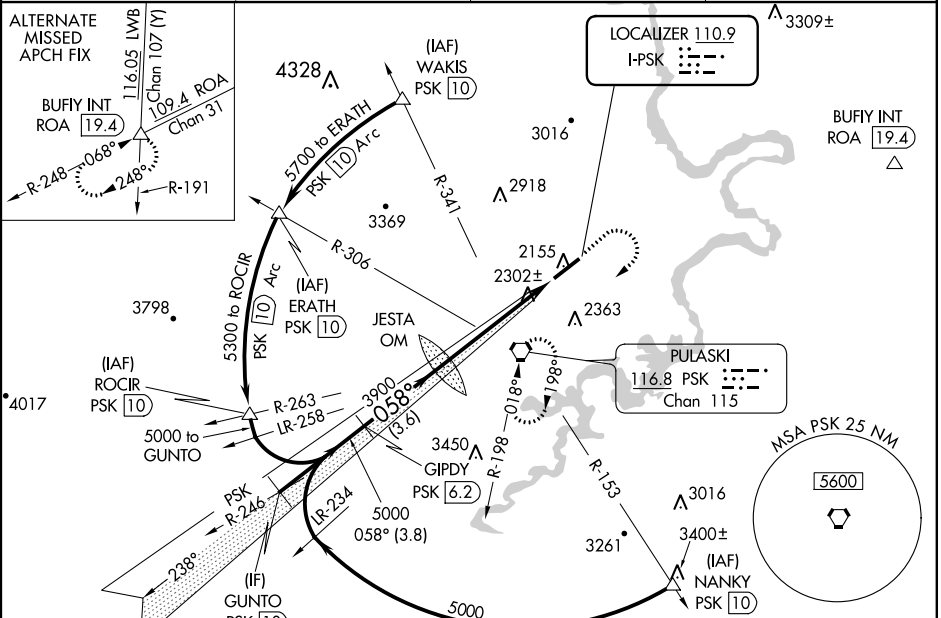 ALTERNATE
MISSED
APCH FIX
116.05 LWB
Chan 107 (Y)
109.4 ROA
Chan 31
BUFIY INT
ROA 19.4
R-248
068°
248°
R-191
4328
(IAF)
WAKIS
PSK 10
LOCALIZER 110.9
I-PSK
3309±
3016
BUFIY INT
ROA 19.4
5700 to ERATH
PSK 10 Arc
R-341
2918
3369
R-306
2155
2302±
2363
(IAF)
ERATH
PSK 10
5300 to ROCIR
PSK 10 Arc
3798
JESTA
OM
PULASKI
116.8 PSK
Chan 115
(IAF)
ROCIR
PSK 10
4017
R-263
LR-258
3900
058°
(3.6)
018°
198°
5000 to
GUNTO
3450
R-198
R-153
GIPDY
PSK 6.2
MSA PSK 25 NM
5600
PSK
R-246
LR-234
5000
058° (3.8)
3016
3261
3400±
238°
(IF)
GUNTO
PSK 10
(IAF)
NANKY
PSK 10
5000